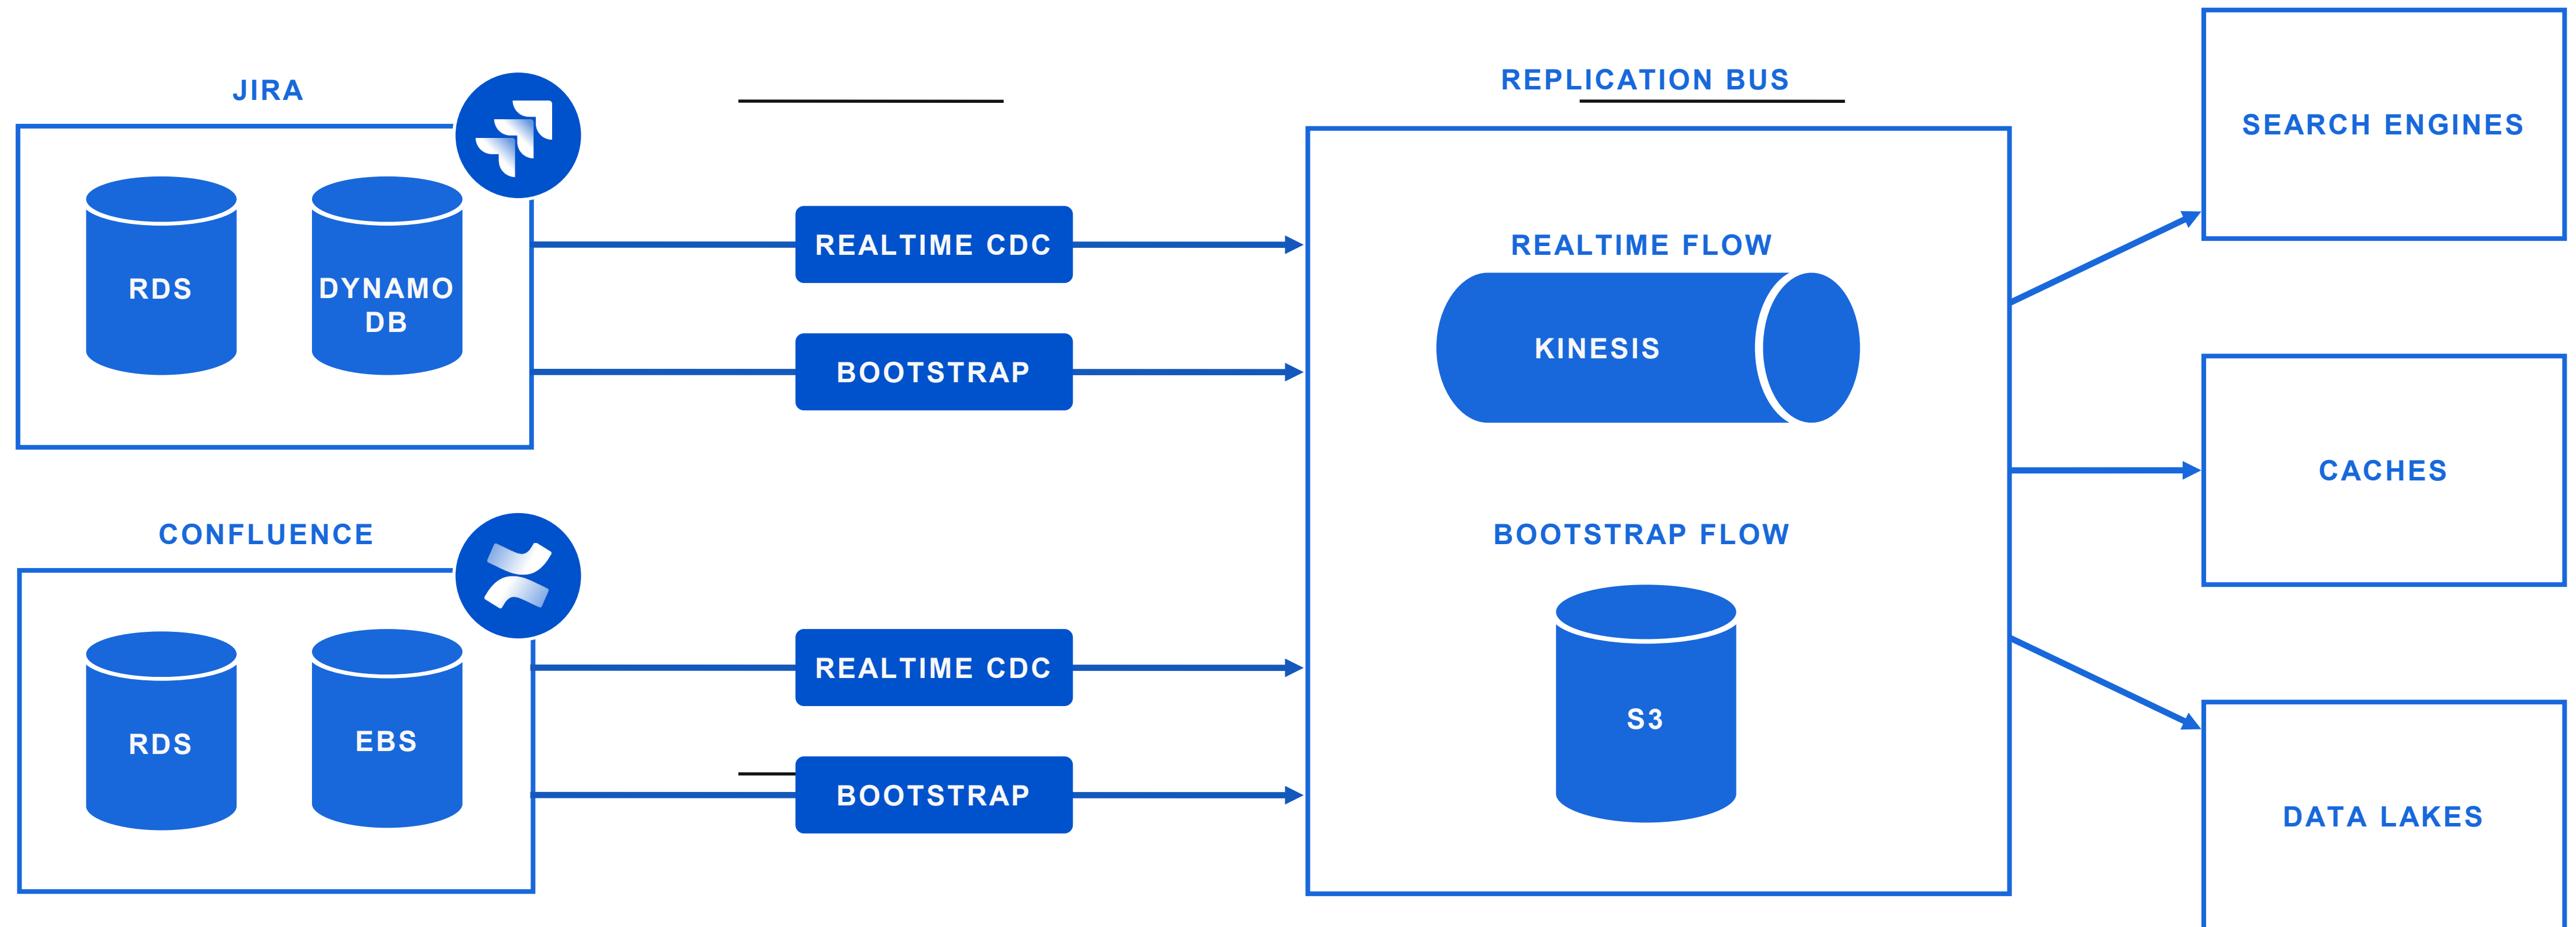 JIRA
RDS
DYNAMO
DB
REALTIME CDC
BOOTSTRAP
CONFLUENCE
RDS
EBS
REALTIME CDC
BOOTSTRAP
REPLICATION BUS
REALTIME FLOW
KINESIS
BOOTSTRAP FLOW
S3
SEARCH ENGINES
CACHES
DATA LAKES